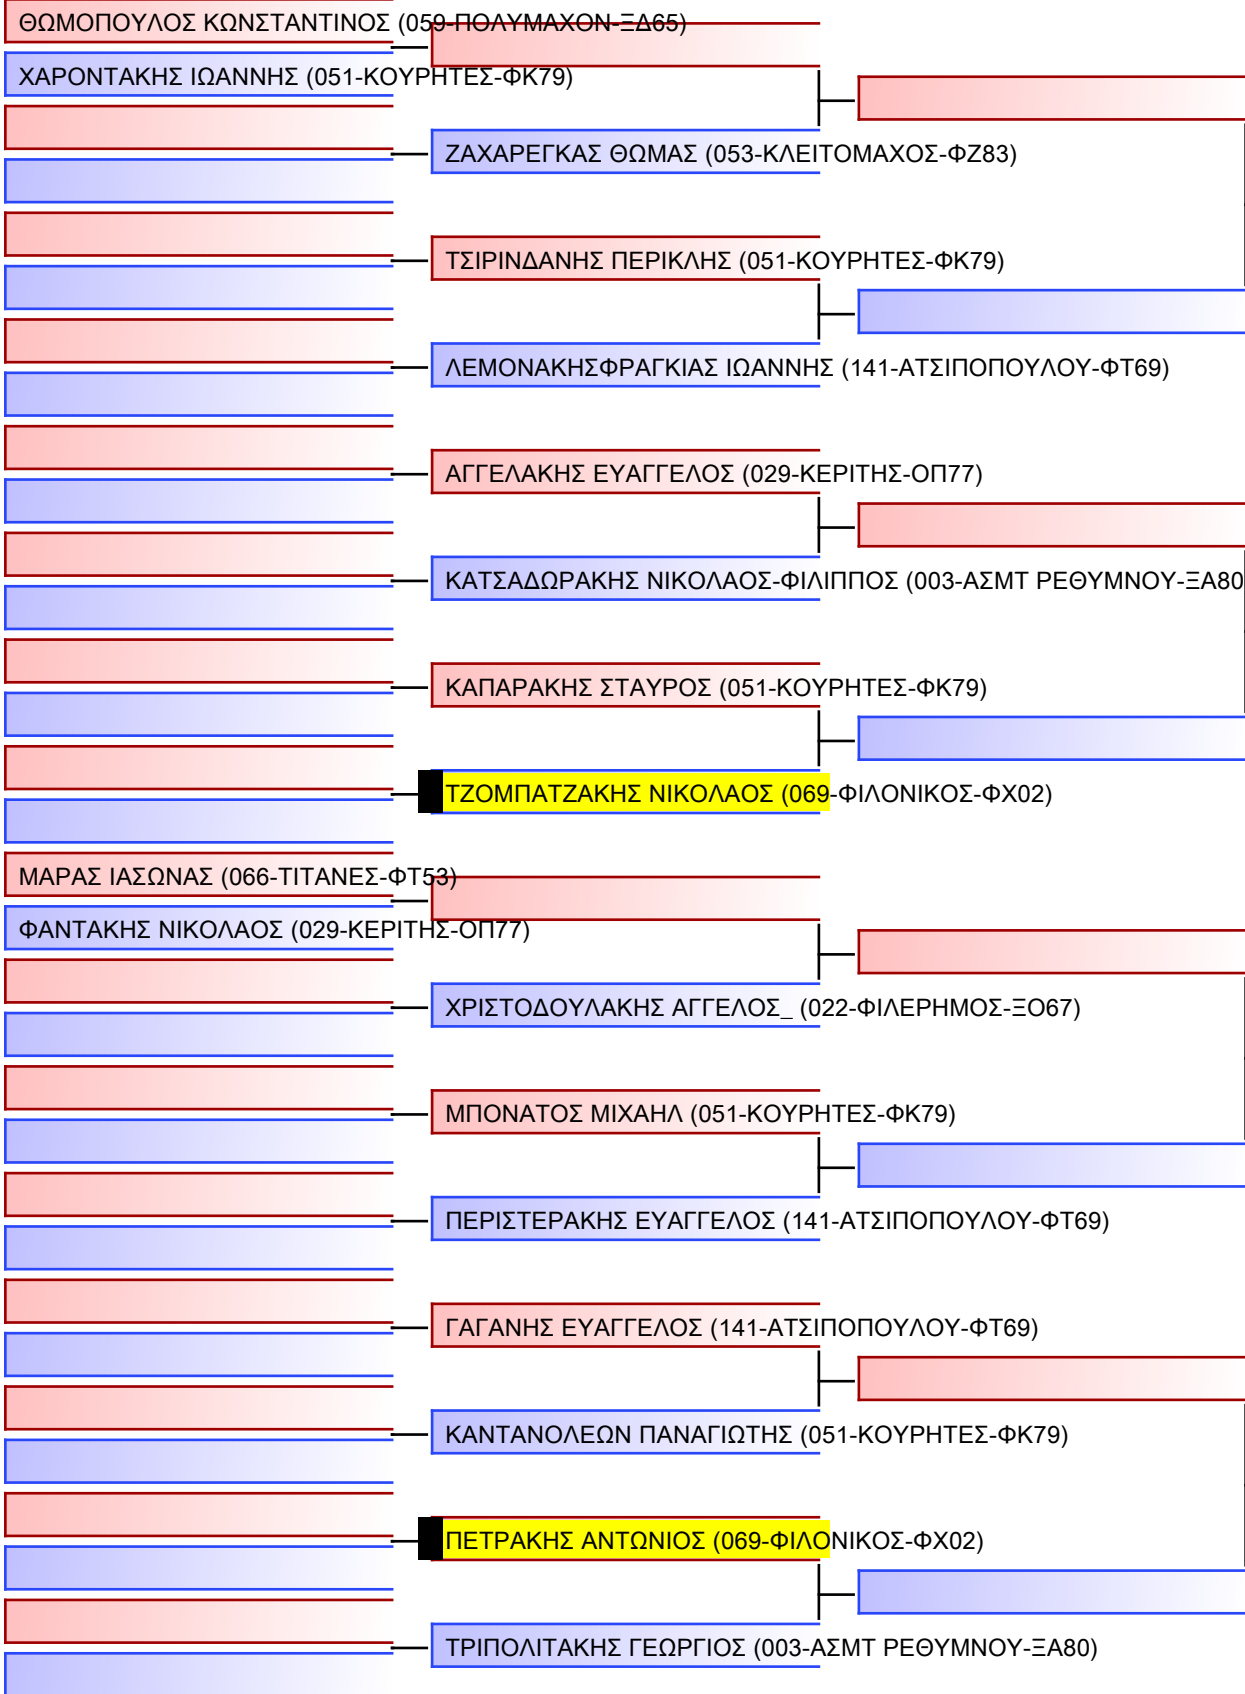 ΘΩΜΟΠΟΥΛΟΣ ΚΩΝΣΤΑΝΤΙΝΟΣ (059-ΠΟΛΥΜΑΧΟΝ-ΞΔ65)
ΧΑΡΟΝΤΑΚΗΣ ΙΩΑΝΝΗΣ (051-ΚΟΥΡΗΤΕΣ-ΦΚ79)
ΖΑΧΑΡΕΓΚΑΣ ΘΩΜΑΣ (053-ΚΛΕΙΤΟΜΑΧΟΣ-ΦΖ83)
ΤΣΙΡΙΝΔΑΝΗΣ ΠΕΡΙΚΛΗΣ (051-ΚΟΥΡΗΤΕΣ-ΦΚ79)
ΛΕΜΟΝΑΚΗΣΦΡΑΓΚΙΑΣ ΙΩΑΝΝΗΣ (141-ΑΤΣΙΠΟΠΟΥΛΟΥ-ΦΤ69)
ΑΓΓΕΛΑΚΗΣ ΕΥΑΓΓΕΛΟΣ (029-ΚΕΡΙΤΗΣ-ΟΠ77)
ΚΑΤΣΑΔΩΡΑΚΗΣ ΝΙΚΟΛΑΟΣ-ΦΙΛΙΠΠΟΣ (003-ΑΣΜΤ ΡΕΘΥΜΝΟΥ-ΞΑ80
ΚΑΠΑΡΑΚΗΣ ΣΤΑΥΡΟΣ (051-ΚΟΥΡΗΤΕΣ-ΦΚ79)
ΤΖΟΜΠΑΤΖΑΚΗΣ ΝΙΚΟΛΑΟΣ (069-ΦΙΛΟΝΙΚΟΣ-ΦΧ02)
ΜΑΡΑΣ ΙΑΣΩΝΑΣ (066-ΤΙΤΑΝΕΣ-ΦΤ53)
ΦΑΝΤΑΚΗΣ ΝΙΚΟΛΑΟΣ (029-ΚΕΡΙΤΗΣ-ΟΠ77)
ΧΡΙΣΤΟΔΟΥΛΑΚΗΣ ΑΓΓΕΛΟΣ_ (022-ΦΙΛΕΡΗΜΟΣ-ΞΟ67)
ΜΠΟΝΑΤΟΣ ΜΙΧΑΗΛ (051-ΚΟΥΡΗΤΕΣ-ΦΚ79)
ΠΕΡΙΣΤΕΡΑΚΗΣ ΕΥΑΓΓΕΛΟΣ (141-ΑΤΣΙΠΟΠΟΥΛΟΥ-ΦΤ69)
ΓΑΓΑΝΗΣ ΕΥΑΓΓΕΛΟΣ (141-ΑΤΣΙΠΟΠΟΥΛΟΥ-ΦΤ69)
ΚΑΝΤΑΝΟΛΕΩΝ ΠΑΝΑΓΙΩΤΗΣ (051-ΚΟΥΡΗΤΕΣ-ΦΚ79)
ΠΕΤΡΑΚΗΣ ΑΝΤΩΝΙΟΣ (069-ΦΙΛΟΝΙΚΟΣ-ΦΧ02)
ΤΡΙΠΟΛΙΤΑΚΗΣ ΓΕΩΡΓΙΟΣ (003-ΑΣΜΤ ΡΕΘΥΜΝΟΥ-ΞΑ80)